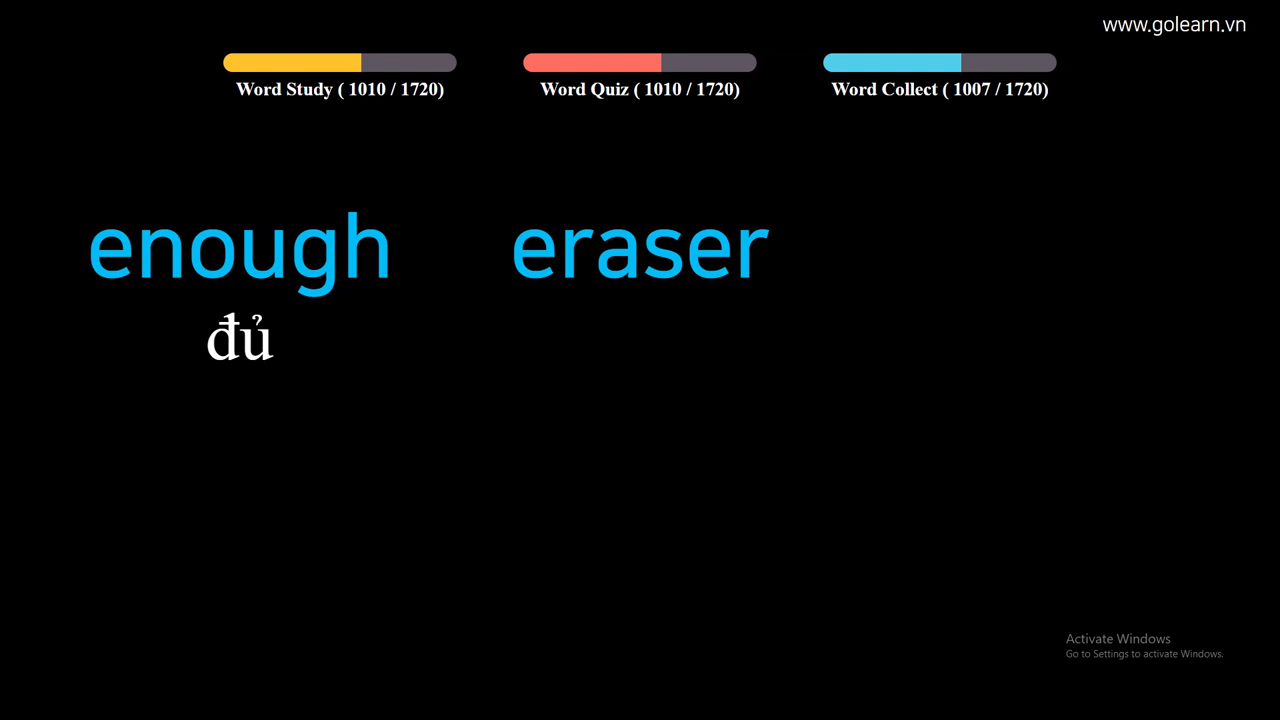 www.golearn.vn
Word Study ( 1010 / 1720)
Word Quiz ( 1010 / 1720)
Word Collect ( 1007 / 1720)
enough
eraser
đủ
Activate Windows
Go to Settings to activate Windows.